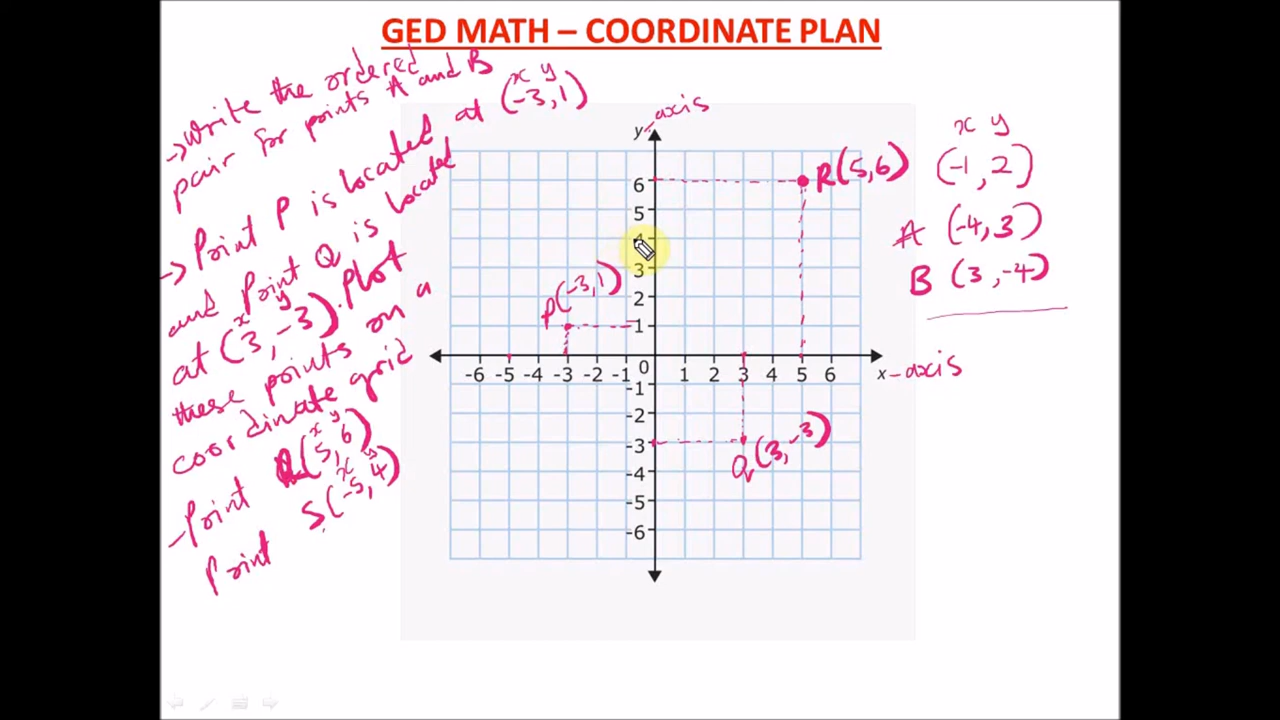 GED MATH – COORDINATE PLAN
→ Write the ordered
pair for points A and B
→ Point P is located at (-3,1)
x y
and Point Q is located
at (3,-3). Plot
x y
these points on a
coordinate grid
- Point R(5,6)
x y
Point S(-5,4)
x y
y-axis
6
5
4
3
2
1
0
-1
-2
-3
-4
-5
-6
-6 -5 -4 -3 -2 -1 0 1 2 3 4 5 6
x-axis
R(5,6)
P(-3,1)
Q(3,-3)
x y
(-1,2)
A (-4,3)
B (3,-4)